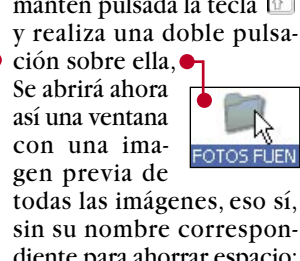 mantén pulsada la tecla
y realiza una doble pulsa-
ción sobre ella,
Se abrirá ahora
así una ventana
con una ima-
gen previa de
todas las imágenes, eso sí,
sin su nombre correspon-
diente para ahorrar espacio:
FOTOS FUEN